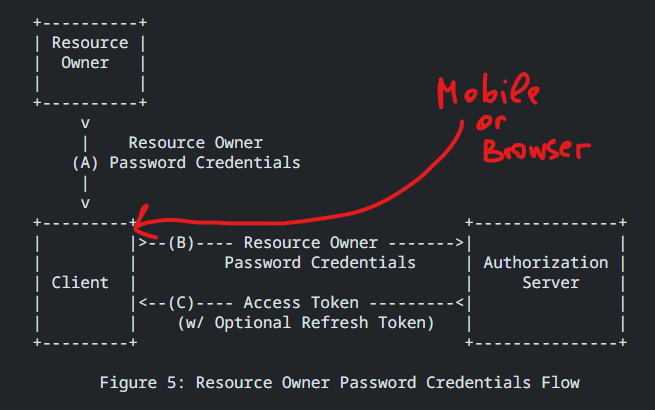 Resource
Owner
Mobile
or
Browser
Resource Owner
(A) Password Credentials
>--(B)---- Resource Owner ------->
Password Credentials
Authorization
Client
Server
<--(C)---- Access Token ---------<
(w/ Optional Refresh Token)
Figure 5: Resource Owner Password Credentials Flow